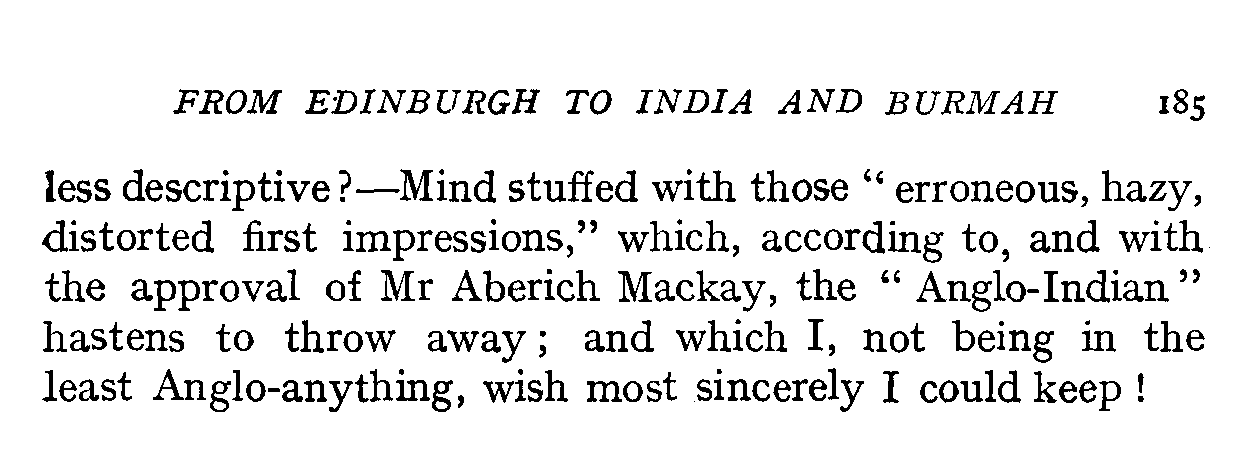 FROM EDINBURGH TO INDIA AND BURMAH 185
less descriptive?—Mind stuffed with those “ erroneous, hazy,
distorted first impressions,” which, according to, and with
the approval of Mr Aberich Mackay, the “ Anglo-Indian ”
hastens to throw away ; and which I, not being in the
least Anglo-anything, wish most sincerely I could keep !